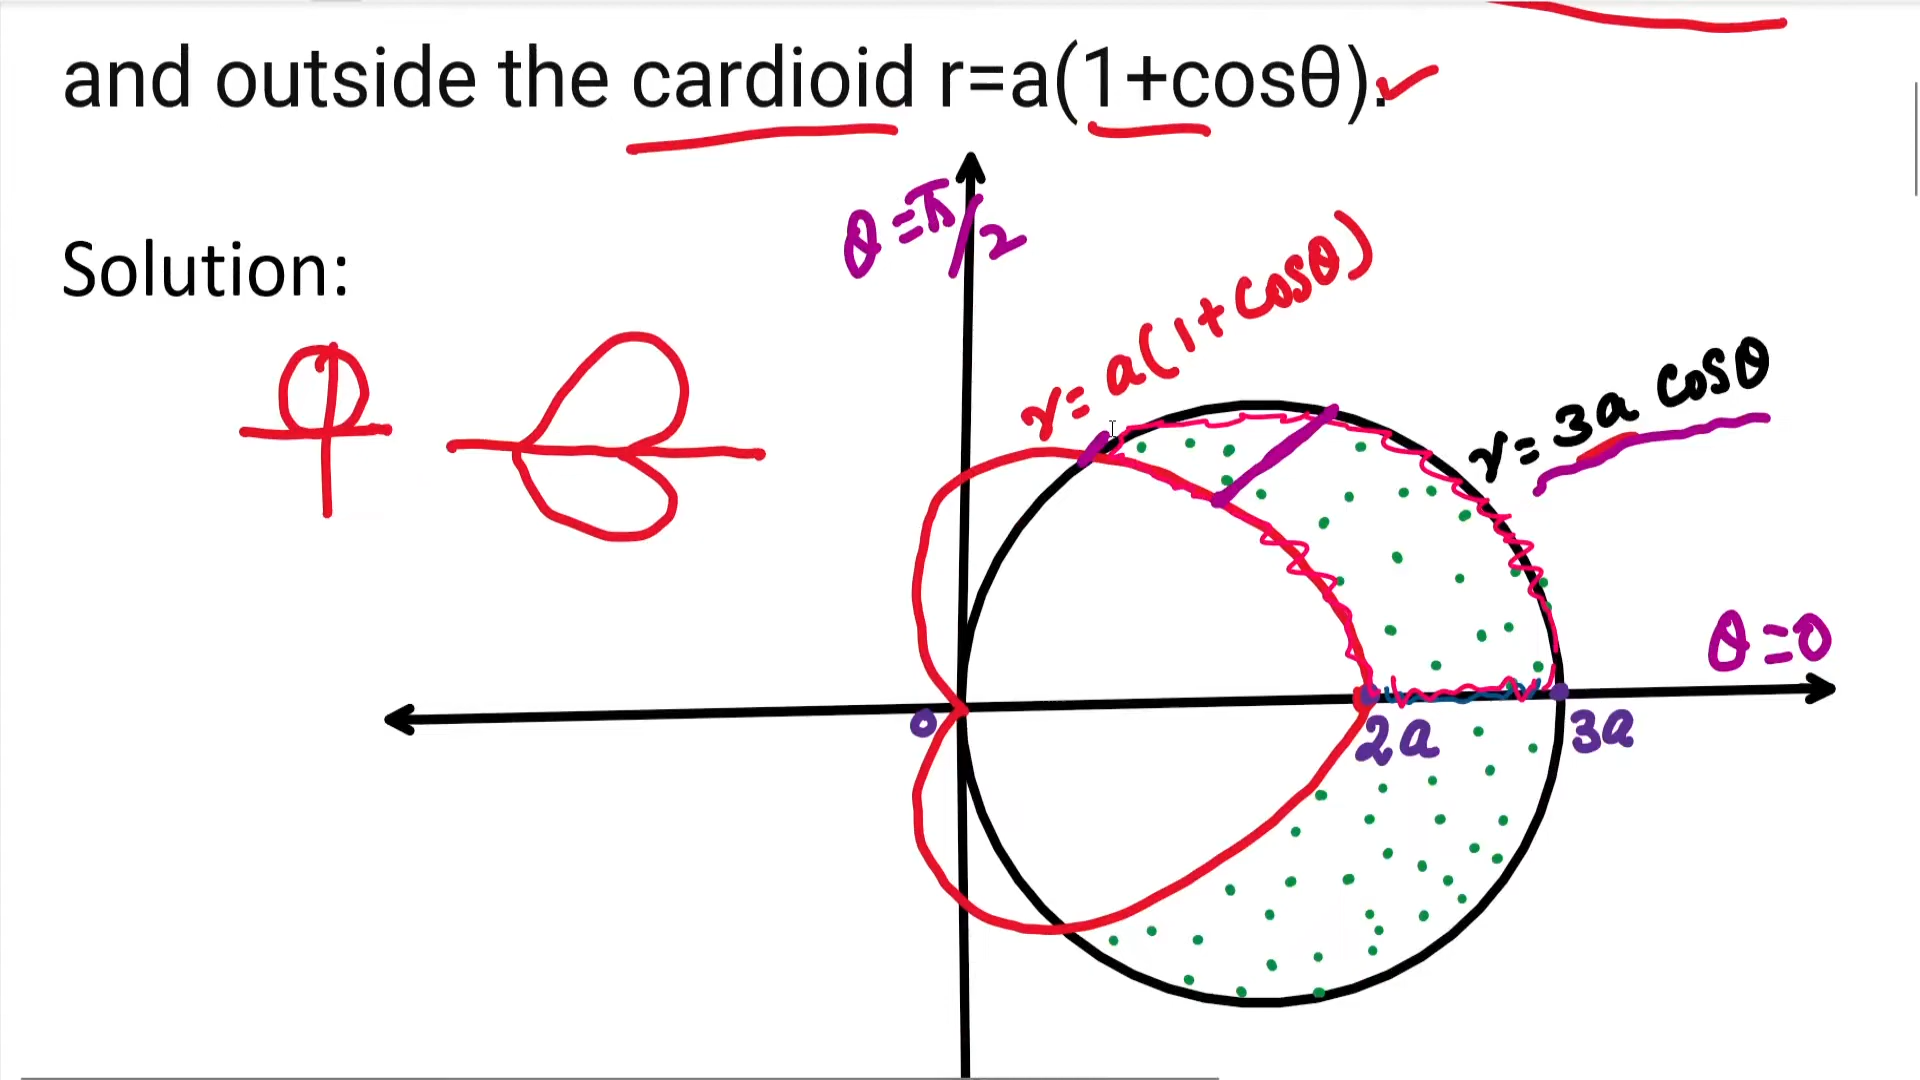 and outside the cardioid r=a(1+cosθ).
θ=π/2
r=a(1+cosθ)
Solution:
r=3a cosθ
θ=0
0
2a
3a